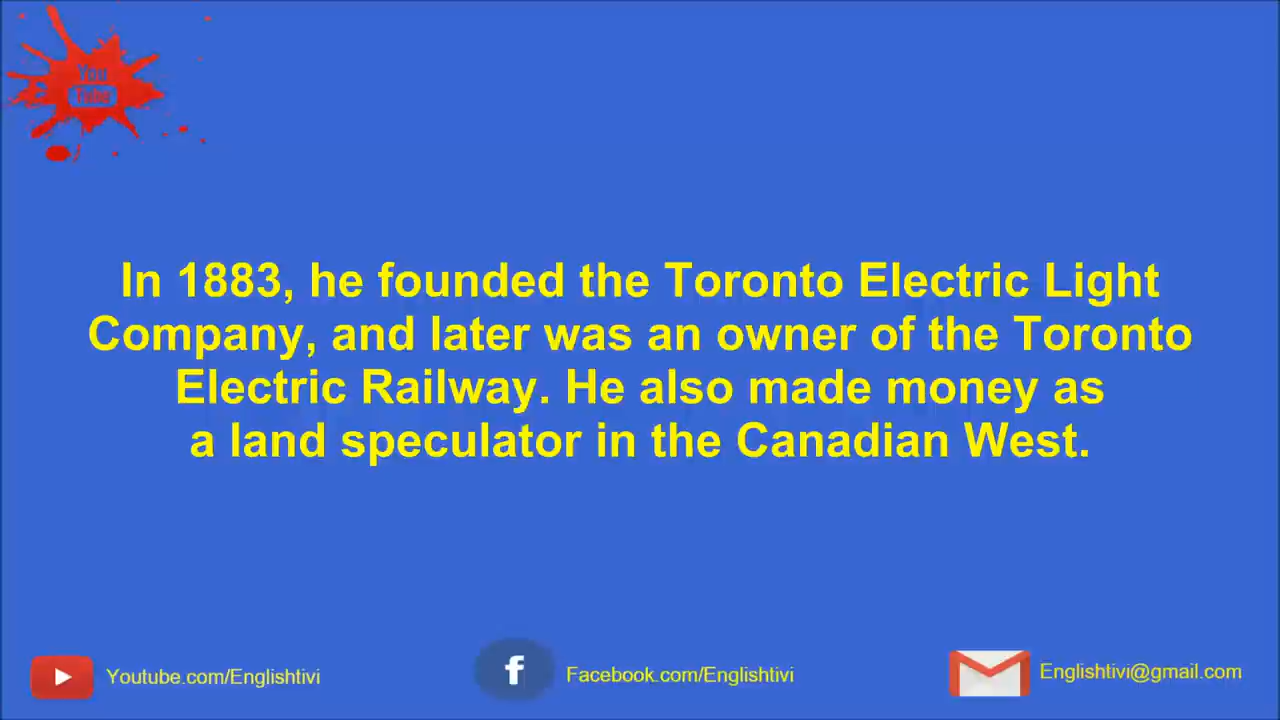 You
Tube
In 1883, he founded the Toronto Electric Light
Company, and later was an owner of the Toronto
Electric Railway. He also made money as
a land speculator in the Canadian West.
Youtube.com/Englishtivi
f
Facebook.com/Englishtivi
Englishtivi@gmail.com